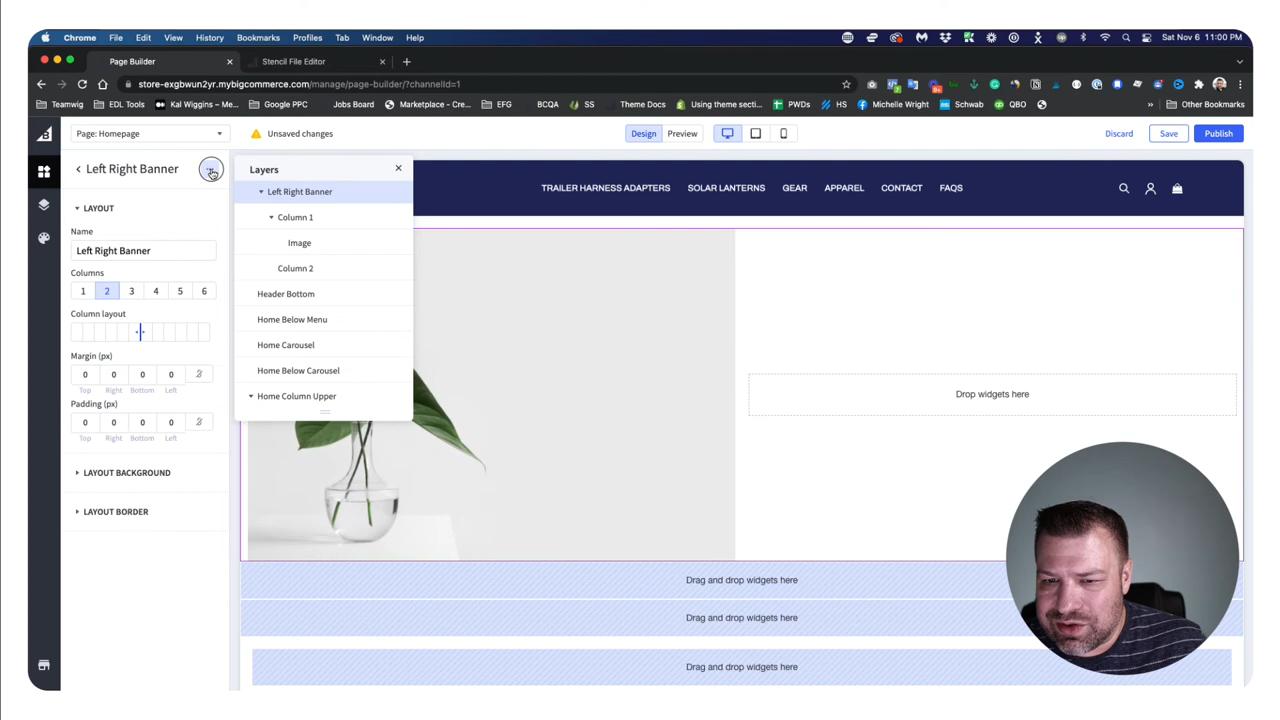 Chrome File Edit View History Bookmarks Profiles Tab Window Help
Sat Nov 6 11:00 PM
Page Builder
Stencil File Editor
store-exgbwun2yr.mybigcommerce.com/manage/page-builder/?channelId=1
Teamwig EDL Tools Kal Wiggins – Me... Google PPC Jobs Board Marketplace - Cre... EFG BCQA SS Theme Docs Using theme secti... PWDs HS Michelle Wright Schwab QBO Other Bookmarks
Page: Homepage
Unsaved changes
Design Preview
Discard Save Publish
Left Right Banner
LAYOUT
Name
Left Right Banner
Columns
1 2 3 4 5 6
Column layout
Margin (px)
0 0 0 0
Top Right Bottom Left
Padding (px)
0 0 0 0
Top Right Bottom Left
LAYOUT BACKGROUND
LAYOUT BORDER
Layers
Left Right Banner
Column 1
Image
Column 2
Header Bottom
Home Below Menu
Home Carousel
Home Below Carousel
Home Column Upper
TRAILER HARNESS ADAPTERS SOLAR LANTERNS GEAR APPAREL CONTACT FAQS
Drop widgets here
Drag and drop widgets here
Drag and drop widgets here
Drag and drop widgets here